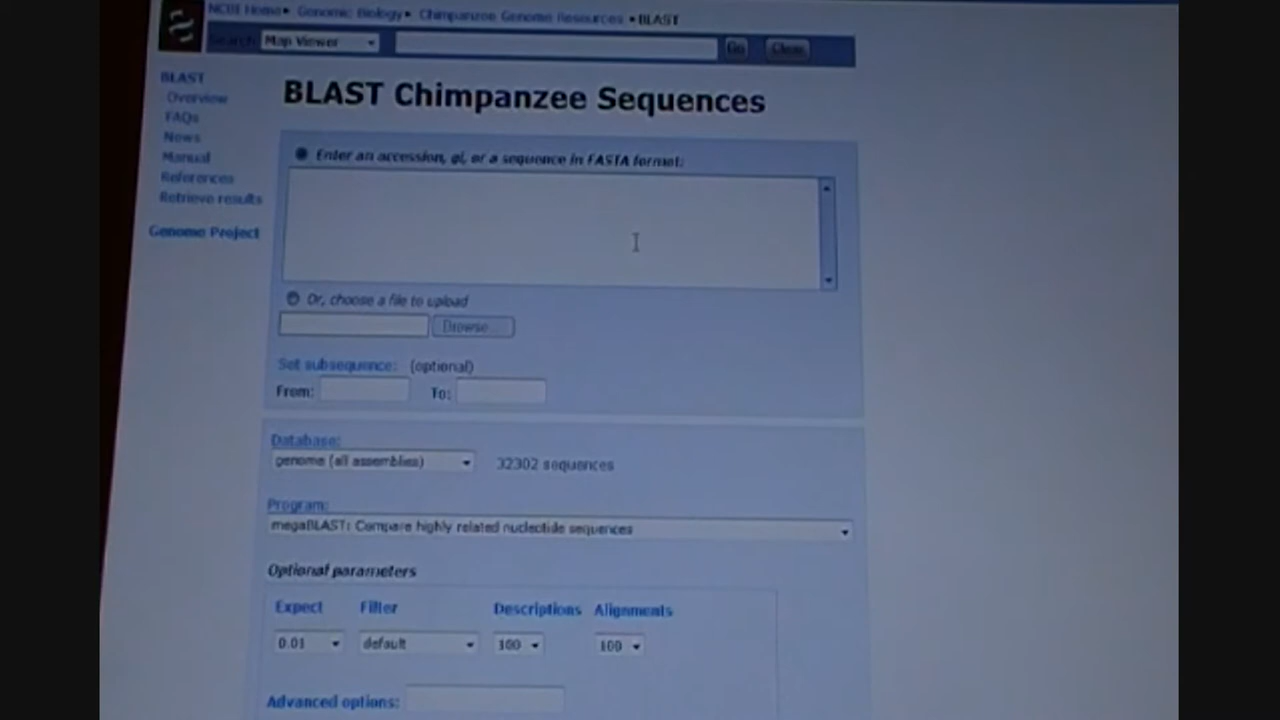 NCBI Home▸ Genomic Biology▸ Chimpanzee Genome Resources ▸ BLAST
Search Map Viewer Go Clear
BLAST
Overview
FAQs
News
Manual
References
Retrieve results
Genome Project
BLAST Chimpanzee Sequences
Enter an accession, gi, or a sequence in FASTA format:
Or, choose a file to upload
Browse...
Set subsequence: (optional)
From: To:
Database:
genome (all assemblies) 32302 sequences
Program:
megaBLAST: Compare highly related nucleotide sequences
Optional parameters
Expect Filter Descriptions Alignments
0.01 default 100 100
Advanced options: